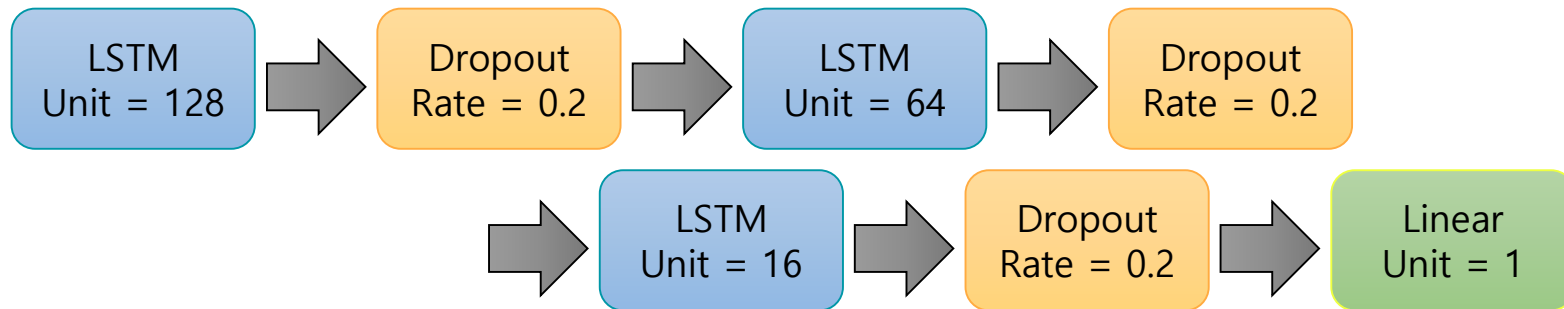 LSTM
Unit = 128
Dropout
Rate = 0.2
LSTM
Unit = 64
Dropout
Rate = 0.2
LSTM
Unit = 16
Dropout
Rate = 0.2
Linear
Unit = 1